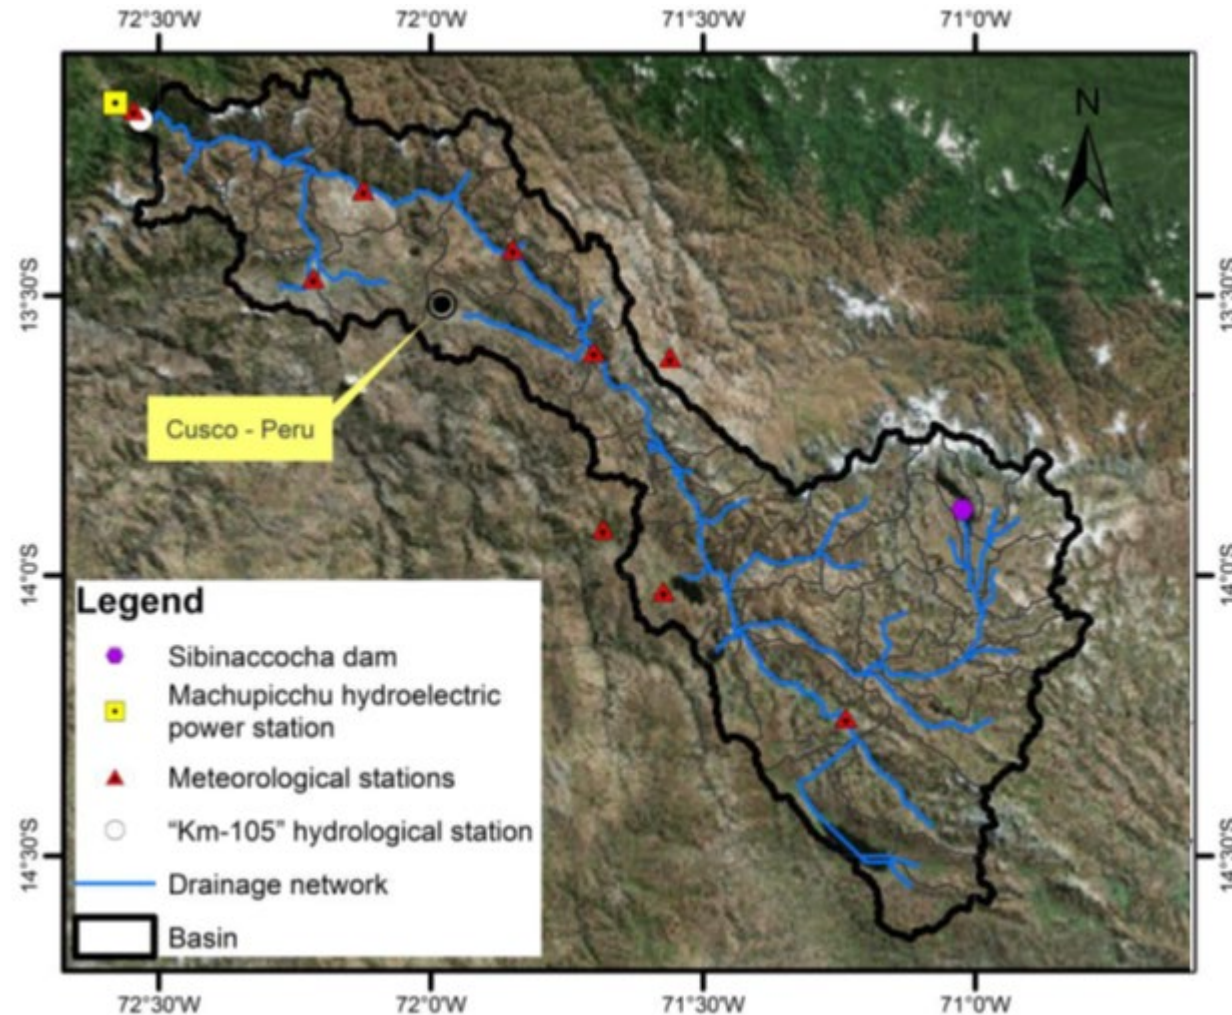 72°30'W 72°0'W 71°30'W 71°0'W
N
13°30'S 13°30'S
Cusco - Peru
14°0'S 14°0'S
Legend
Sibinaccocha dam
Machupicchu hydroelectric
power station
Meteorological stations
“Km-105” hydrological station
Drainage network
Basin
14°30'S 14°30'S
72°30'W 72°0'W 71°30'W 71°0'W